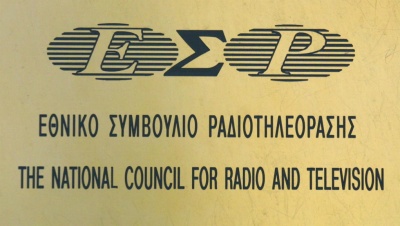 ΕΣΡ
ΕΘΝΙΚΟ ΣΥΜΒΟΥΛΙΟ ΡΑΔΙΟΤΗΛΕΟΡΑΣΗΣ
THE NATIONAL COUNCIL FOR RADIO AND TELEVISION